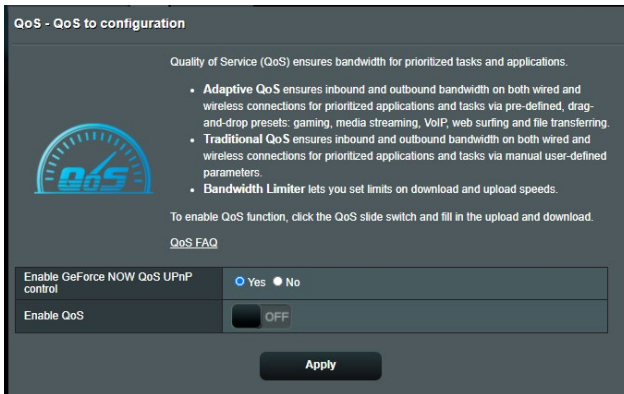 QoS - QoS to configuration
Quality of Service (QoS) ensures bandwidth for prioritized tasks and applications.
• Adaptive QoS ensures inbound and outbound bandwidth on both wired and
wireless connections for prioritized applications and tasks via pre-defined, drag-
and-drop presets: gaming, media streaming, VoIP, web surfing and file transferring.
• Traditional QoS ensures inbound and outbound bandwidth on both wired and
wireless connections for prioritized applications and tasks via manual user-defined
parameters.
• Bandwidth Limiter lets you set limits on download and upload speeds.
QoS
To enable QoS function, click the QoS slide switch and fill in the upload and download.
QoS FAQ
Enable GeForce NOW QoS UPnP
control
Yes No
Enable QoS
OFF
Apply